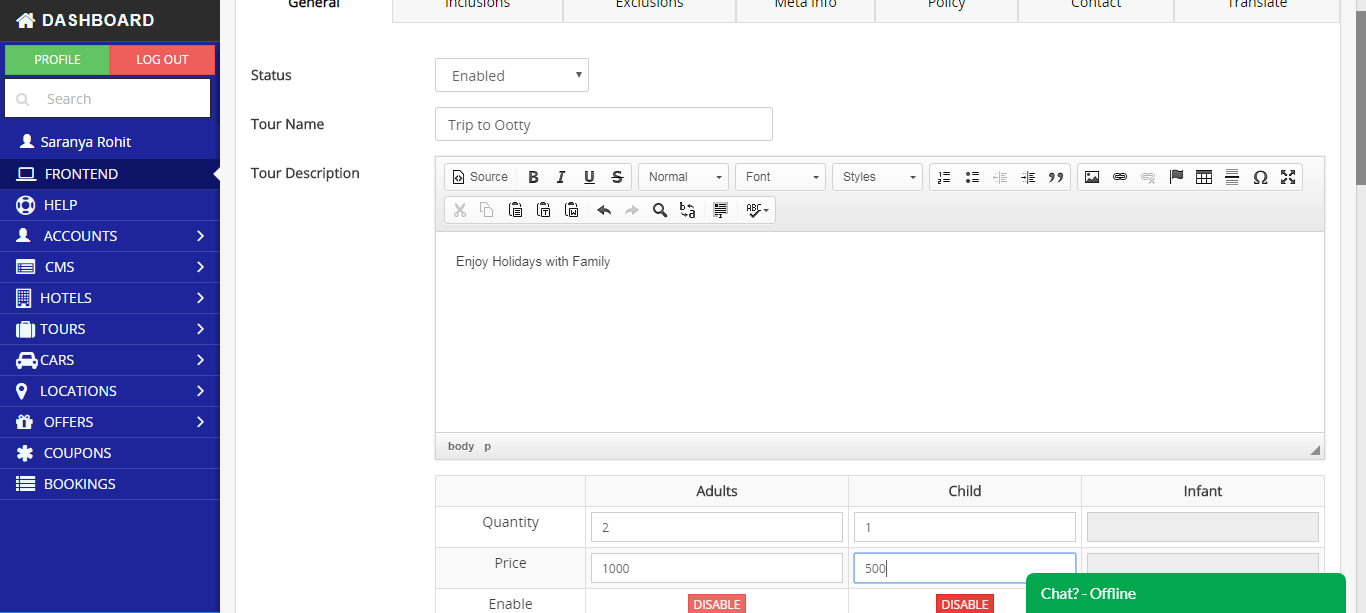 DASHBOARD
PROFILE LOG OUT
Search
Saranya Rohit
FRONTEND
HELP
ACCOUNTS
CMS
HOTELS
TOURS
CARS
LOCATIONS
OFFERS
COUPONS
BOOKINGS
General Inclusions Exclusions Meta Info Policy Contact Translate
Status Enabled
Tour Name Trip to Ootty
Tour Description
Source B I U S Normal Font Styles
ABC
Enjoy Holidays with Family
body p
Adults Child Infant
Quantity 2 1
Price 1000 500
Enable DISABLE DISABLE
Chat? - Offline